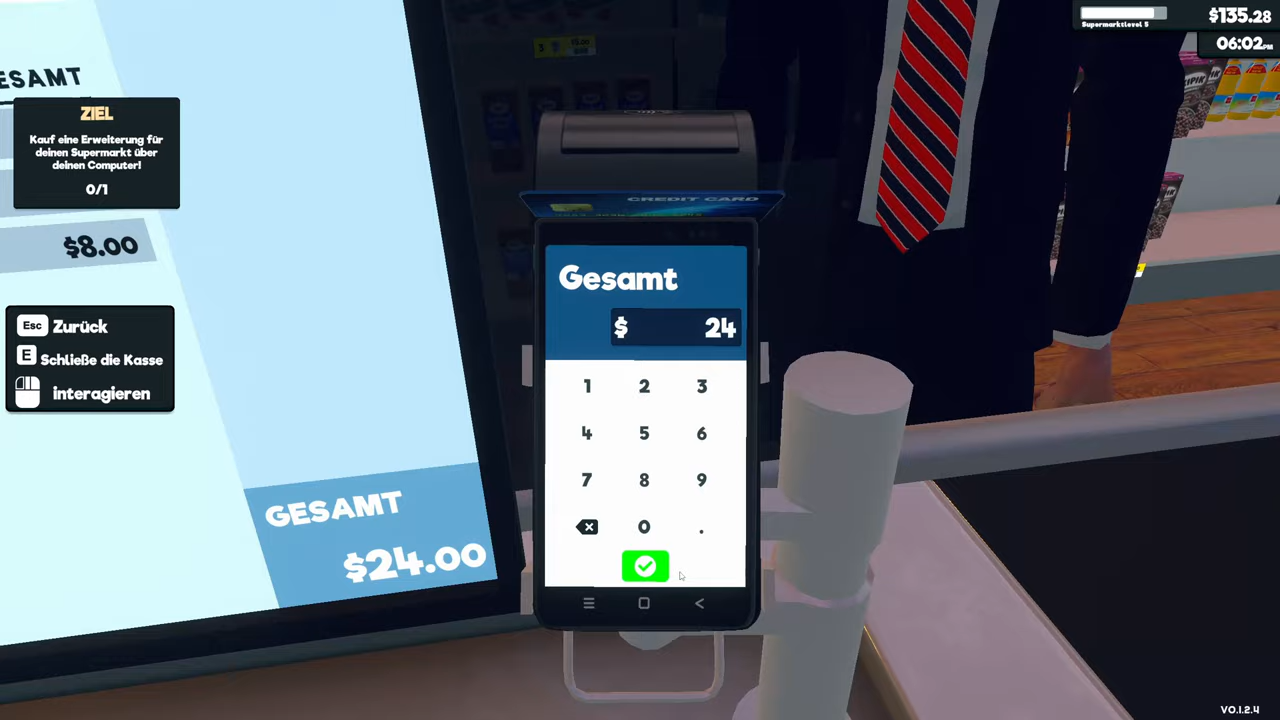 ESAMT
ZIEL
Kauf eine Erweiterung für
deinen Supermarkt über
deinen Computer!
0/1
$8.00
Esc Zurück
E Schließe die Kasse
interagieren
GESAMT
$24.00
CREDIT CARD
Gesamt
$ 24
1 2 3
4 5 6
7 8 9
0 .
$135.28
Supermarktlevel 5
06:02PM
V0.1.2.4